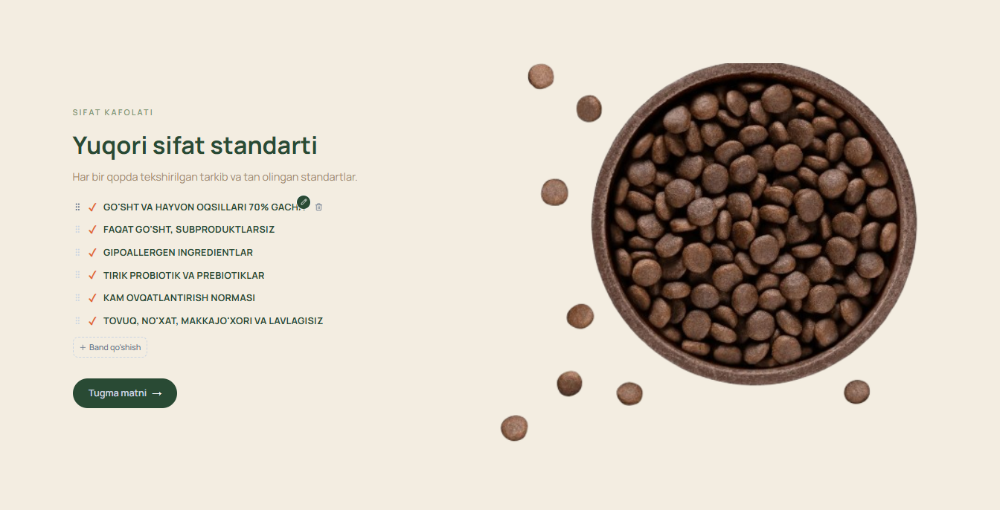 SIFAT KAFOLATI
Yuqori sifat standarti
Har bir qopda tekshirilgan tarkib va tan olingan standartlar.
GO'SHT VA HAYVON OQSILLARI 70% GACHA
FAQAT GO'SHT, SUBPRODUKTLARSIZ
GIPOALLERGEN INGREDIENTLAR
TIRIK PROBIOTIK VA PREBIOTIKLAR
KAM OVQATLANTIRISH NORMASI
TOVUQ, NO'XAT, MAKKAJO'XORI VA LAVLAGISIZ
+ Band qo'shish
Tugma matni →